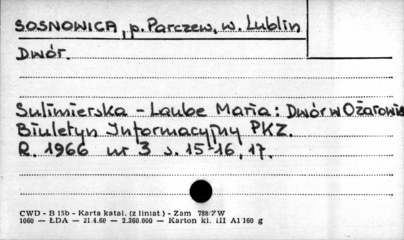 SOSNOWICA, p. Parczew, w. Lublin
Dwór.
Sulimierska - Laube Maria: Dwór w Ożarowie
Biuletyn Informacyjny PKZ.
R. 1966 nr 3 s. 15-16, 17.
CWD - B 15b - Karta katal. (z liniat.) - Zam 788/ZW
1060 — ŁDA — 21.4.60 — 2.360.000 — Karton kl. III A1 160 g